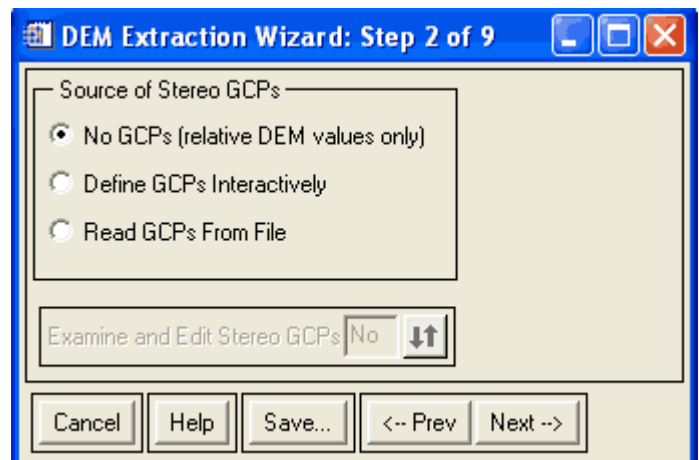 DEM Extraction Wizard: Step 2 of 9
Source of Stereo GCPs
No GCPs (relative DEM values only)
Define GCPs Interactively
Read GCPs From File
Examine and Edit Stereo GCPs No
Cancel Help Save... <-- Prev Next -->